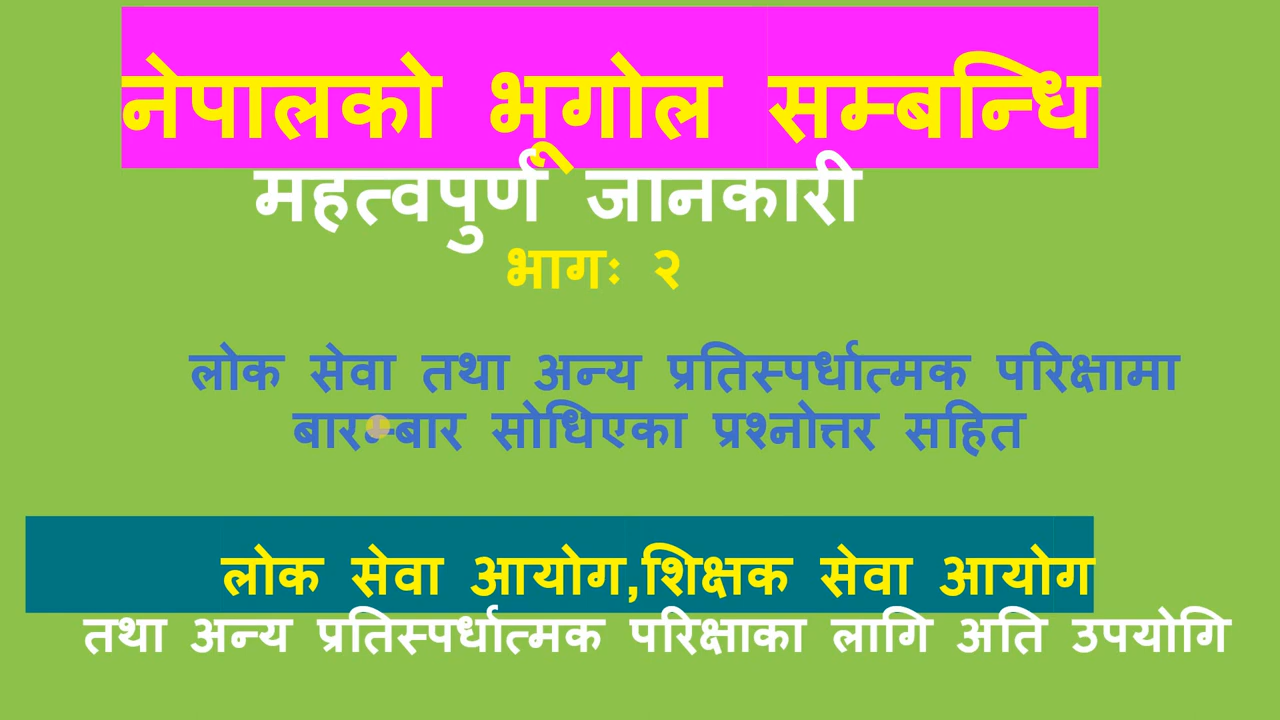 नेपालको भूगोल सम्बन्धि
महत्वपुर्ण जानकारी
भागः २
लोक सेवा तथा अन्य प्रतिस्पर्धात्मक परिक्षामा
बारम्बार सोधिएका प्रश्नोत्तर सहित
लोक सेवा आयोग,शिक्षक सेवा आयोग
तथा अन्य प्रतिस्पर्धात्मक परिक्षाका लागि अति उपयोगि